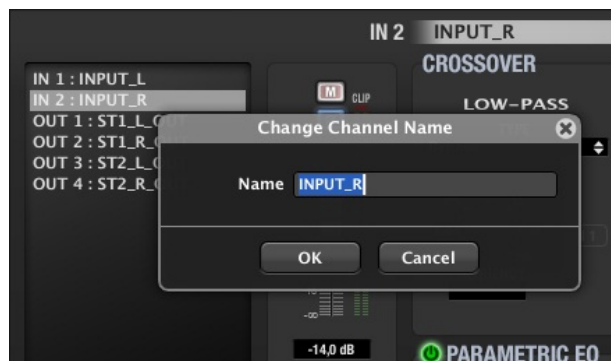 IN 2 INPUT_R
CROSSOVER
IN 1 : INPUT_L
IN 2 : INPUT_R
OUT 1 : ST1_L_OUT
OUT 2 : ST1_R_
OUT 3 : ST2_L_
OUT 4 : ST2_R_
M CLIP
LOW-PASS
Change Channel Name
Name INPUT_R
OK Cancel
-∞
-14,0 dB
PARAMETRIC EQ